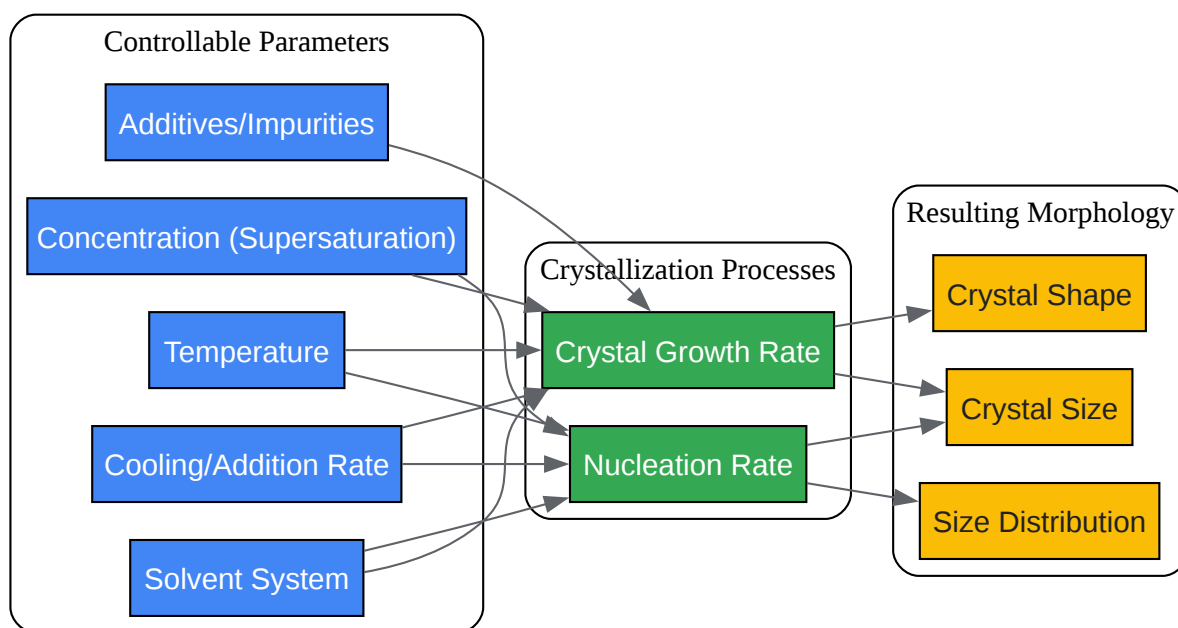 Controllable Parameters
Additives/Impurities
Concentration (Supersaturation)
Temperature
Cooling/Addition Rate
Solvent System
Crystallization Processes
Crystal Growth Rate
Nucleation Rate
Resulting Morphology
Crystal Shape
Crystal Size
Size Distribution